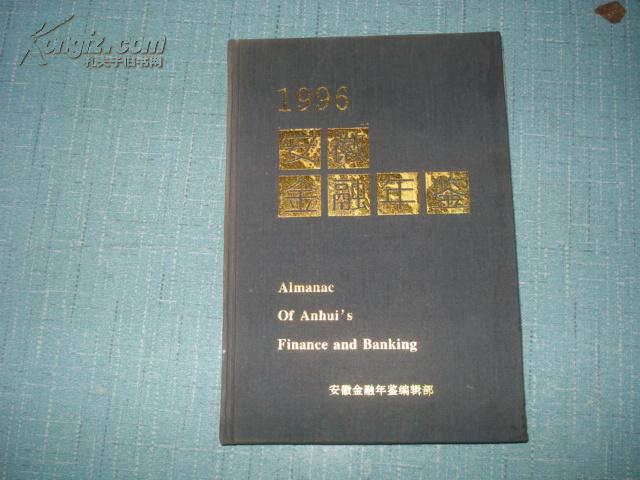 Kongfz.com
孔夫子旧书网
1996
安徽
金融年鉴
Almanac
Of Anhui's
Finance and Banking
安徽金融年鉴编辑部